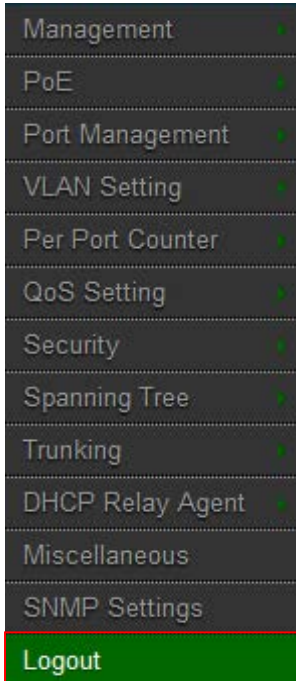 Management
PoE
Port Management
VLAN Setting
Per Port Counter
QoS Setting
Security
Spanning Tree
Trunking
DHCP Relay Agent
Miscellaneous
SNMP Settings
Logout